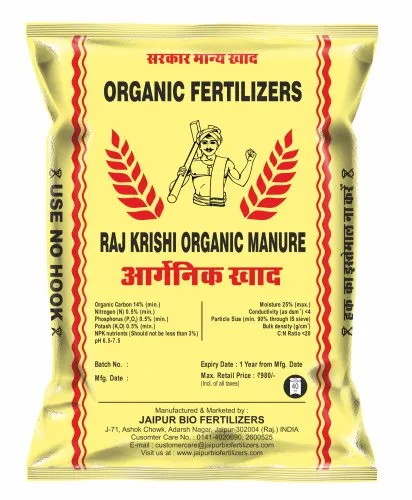 सरकार मान्य खाद
ORGANIC FERTILIZERS
RAJ KRISHI ORGANIC MANURE
आर्गेनिक खाद
USE NO HOOK
हुक का इस्तेमाल ना करें
Organic Carbon 14% (min.)
Nitrogen (N) 0.5% (min.)
Phosphorus (P₂O₅) 0.5% (min.)
Potash (K₂O) 0.5% (min.)
NPK nutrients (Should not be less than 3%)
pH 6.5-7.5
Moisture 25% (max.)
Conductivity (as dsm⁻¹) <4
Particle Size (min. 90% through IS sieve)
Bulk density (g/cm³)
C:N Ratio <20
Batch No. :
Mfg. Date :
Expiry Date : 1 Year from Mfg. Date
Max. Retail Price : ₹980/-
(Incl. of all taxes)
40
Manufactured & Marketed by :
JAIPUR BIO FERTILIZERS
J-71, Ashok Chowk, Adarsh Nagar, Jaipur-302004 (Raj.) INDIA
Cusomter Care No. : 0141-4020690, 2600525
E-mail : customercare@jaipurbiofertilizers.com
Visit us at : www.jaipurbiofertilizers.com